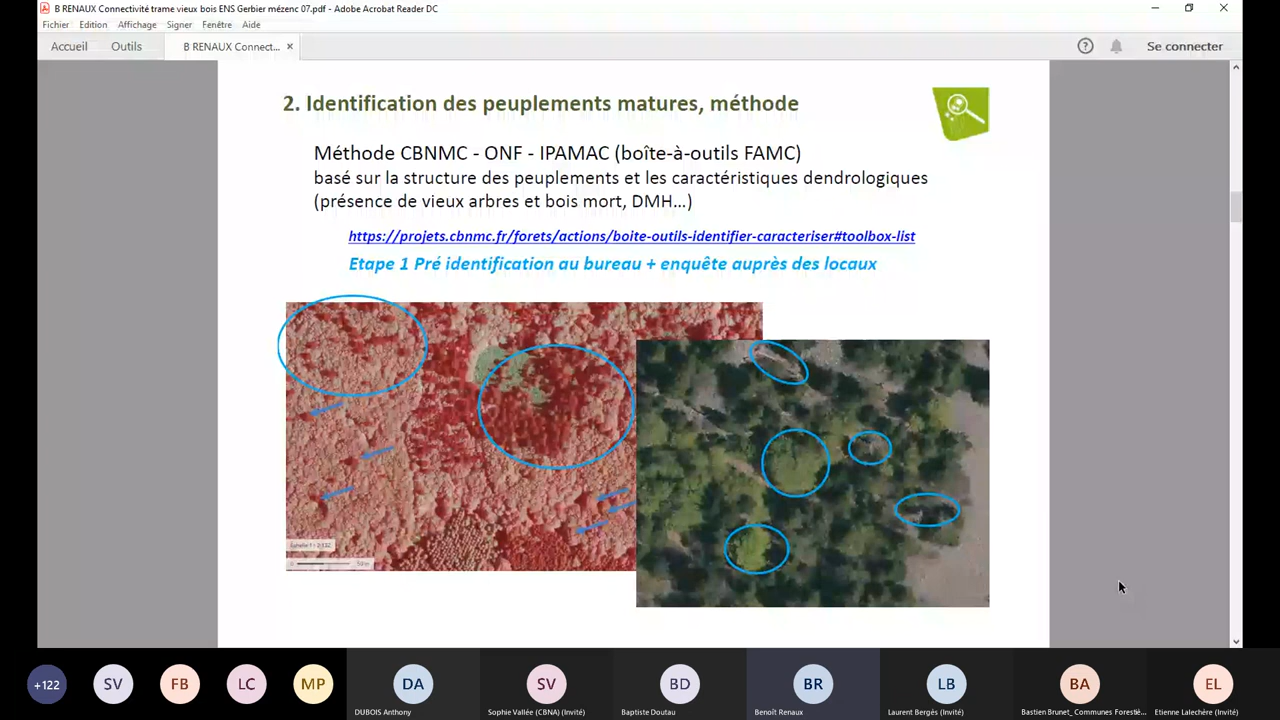 B RENAUX Connectivité trame vieux bois ENS Gerbier mézenc 07.pdf - Adobe Acrobat Reader DC
Fichier Edition Affichage Signer Fenêtre Aide
Accueil Outils B RENAUX Connect... × ? Se connecter
2. Identification des peuplements matures, méthode
Méthode CBNMC - ONF - IPAMAC (boîte-à-outils FAMC)
basé sur la structure des peuplements et les caractéristiques dendrologiques
(présence de vieux arbres et bois mort, DMH…)
https://projets.cbnmc.fr/forets/actions/boite-outils-identifier-caracteriser#toolbox-list
Etape 1 Pré identification au bureau + enquête auprès des locaux
+122 SV FB LC MP DA SV BD BR LB BA EL
DUBOIS Anthony Sophie Vallée (CBNA) (Invité) Baptiste Doutau Benoît Renaux Laurent Bergès (Invité) Bastien Brunet_ Communes Forestiè... Etienne Lalechère (Invité)